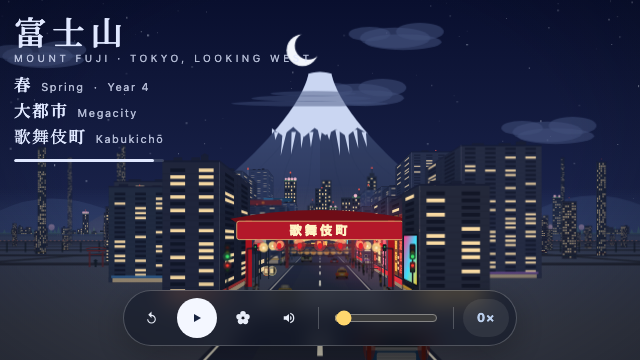 富士山
MOUNT FUJI · TOKYO, LOOKING WEST
春 Spring · Year 4
大都市 Megacity
歌舞伎町 Kabukichō
歌舞伎町
0×